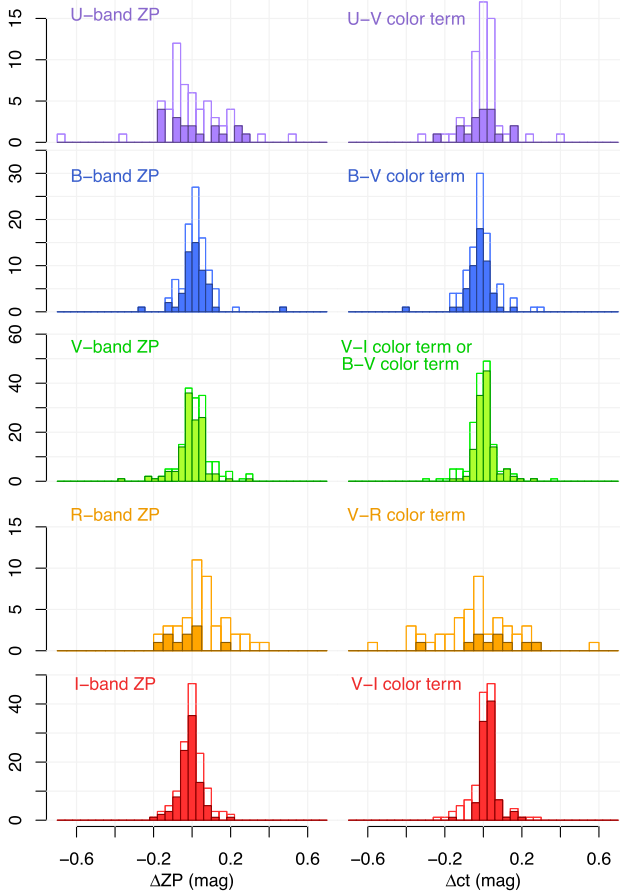 U−band ZP
U−V color term
0 5 10 15
B−band ZP
B−V color term
0 10 20 30
V−band ZP
V−I color term or
B−V color term
0 20 40 60
R−band ZP
V−R color term
0 5 10 15
I−band ZP
V−I color term
0 20 40
−0.6 −0.2 0.2 0.6
−0.6 −0.2 0.2 0.6
ΔZP (mag)
Δct (mag)